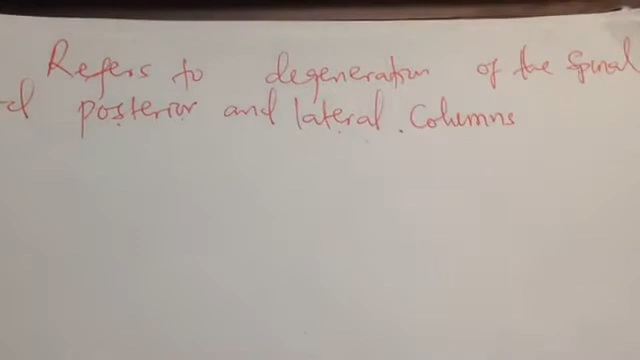 Refers to degeneration of the Spinal
posterior and lateral Columns